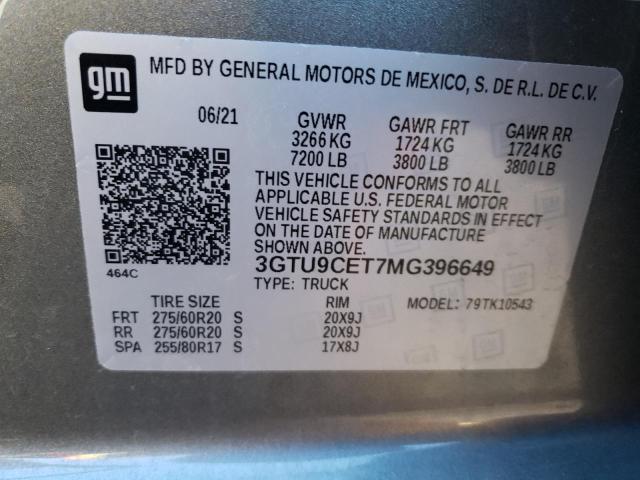 gm
MFD BY GENERAL MOTORS DE MEXICO, S. DE R.L. DE C.V.
06/21 GVWR GAWR FRT GAWR RR
3266 KG 1724 KG 1724 KG
7200 LB 3800 LB 3800 LB
THIS VEHICLE CONFORMS TO ALL
APPLICABLE U.S. FEDERAL MOTOR
VEHICLE SAFETY STANDARDS IN EFFECT
ON THE DATE OF MANUFACTURE
SHOWN ABOVE.
464C
3GTU9CET7MG396649
TYPE: TRUCK
TIRE SIZE RIM MODEL: 79TK10543
FRT 275/60R20 S 20X9J
RR 275/60R20 S 20X9J
SPA 255/80R17 S 17X8J